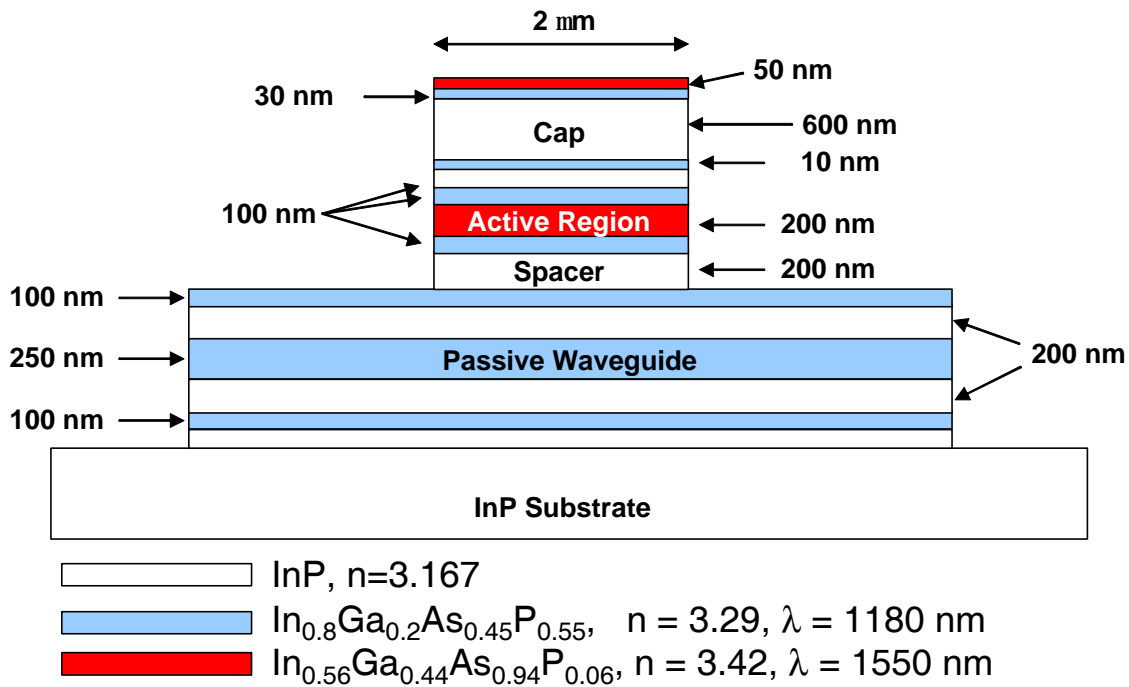 2 mm
50 nm
30 nm
600 nm
Cap
10 nm
100 nm
Active Region
200 nm
Spacer
200 nm
100 nm
250 nm
Passive Waveguide
200 nm
100 nm
InP Substrate
InP, n=3.167
In0.8Ga0.2As0.45P0.55, n = 3.29, λ = 1180 nm
In0.56Ga0.44As0.94P0.06, n = 3.42, λ = 1550 nm